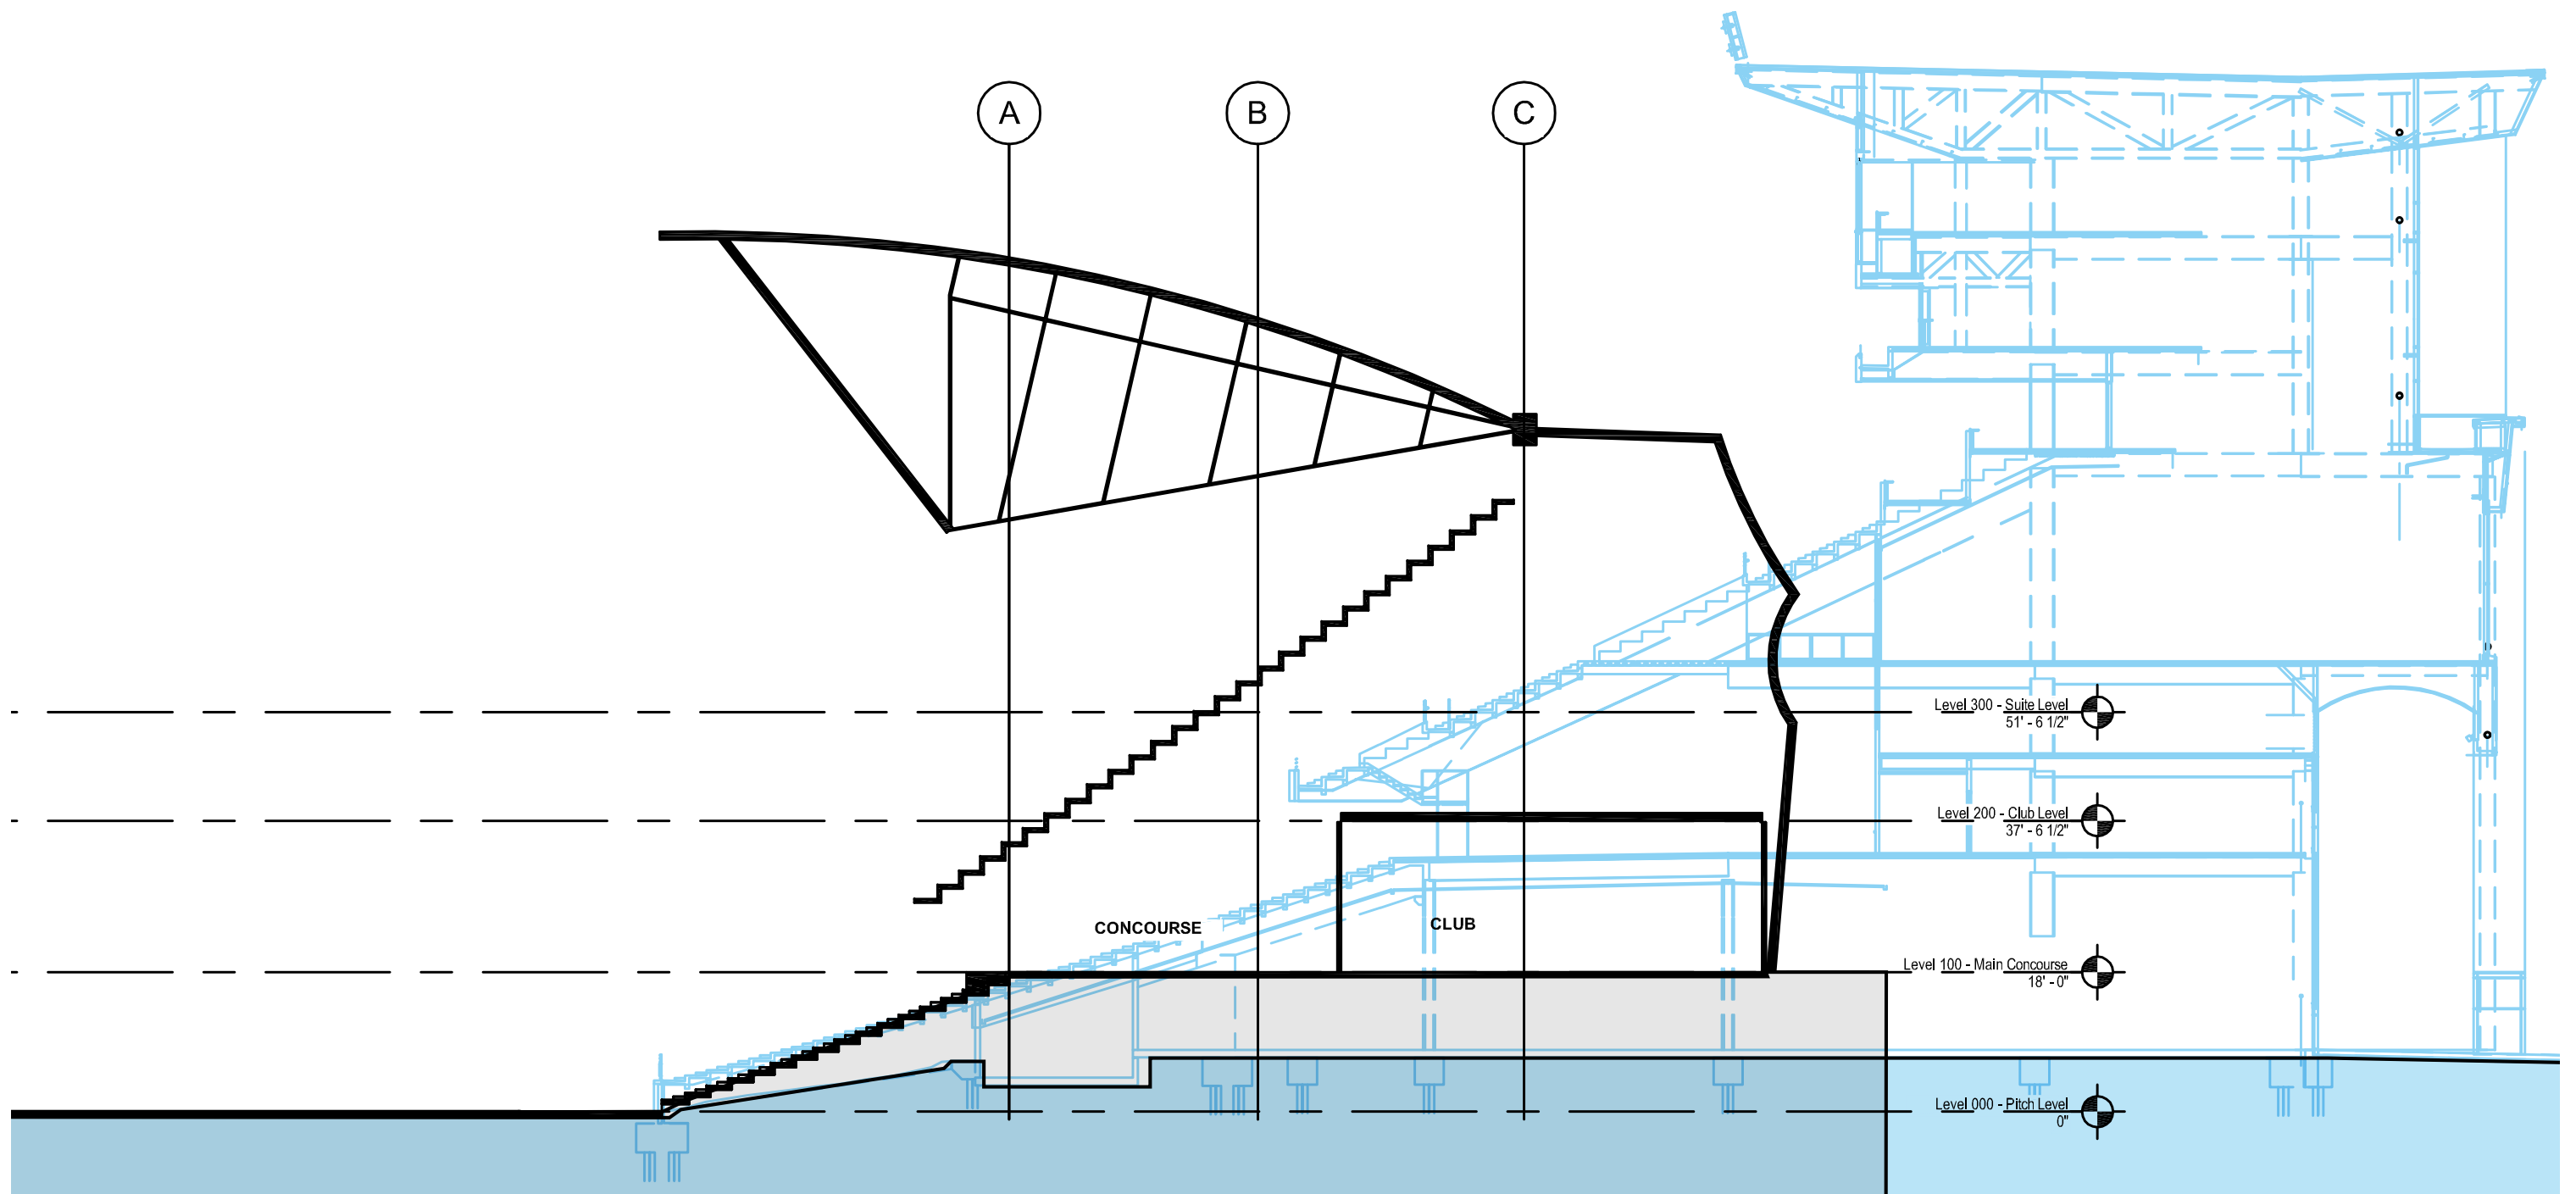 A
B
C
Level 300 - Suite Level
51' - 6 1/2"
Level 200 - Club Level
37' - 6 1/2"
CONCOURSE
CLUB
Level 100 - Main Concourse
18' - 0"
Level 000 - Pitch Level
0"